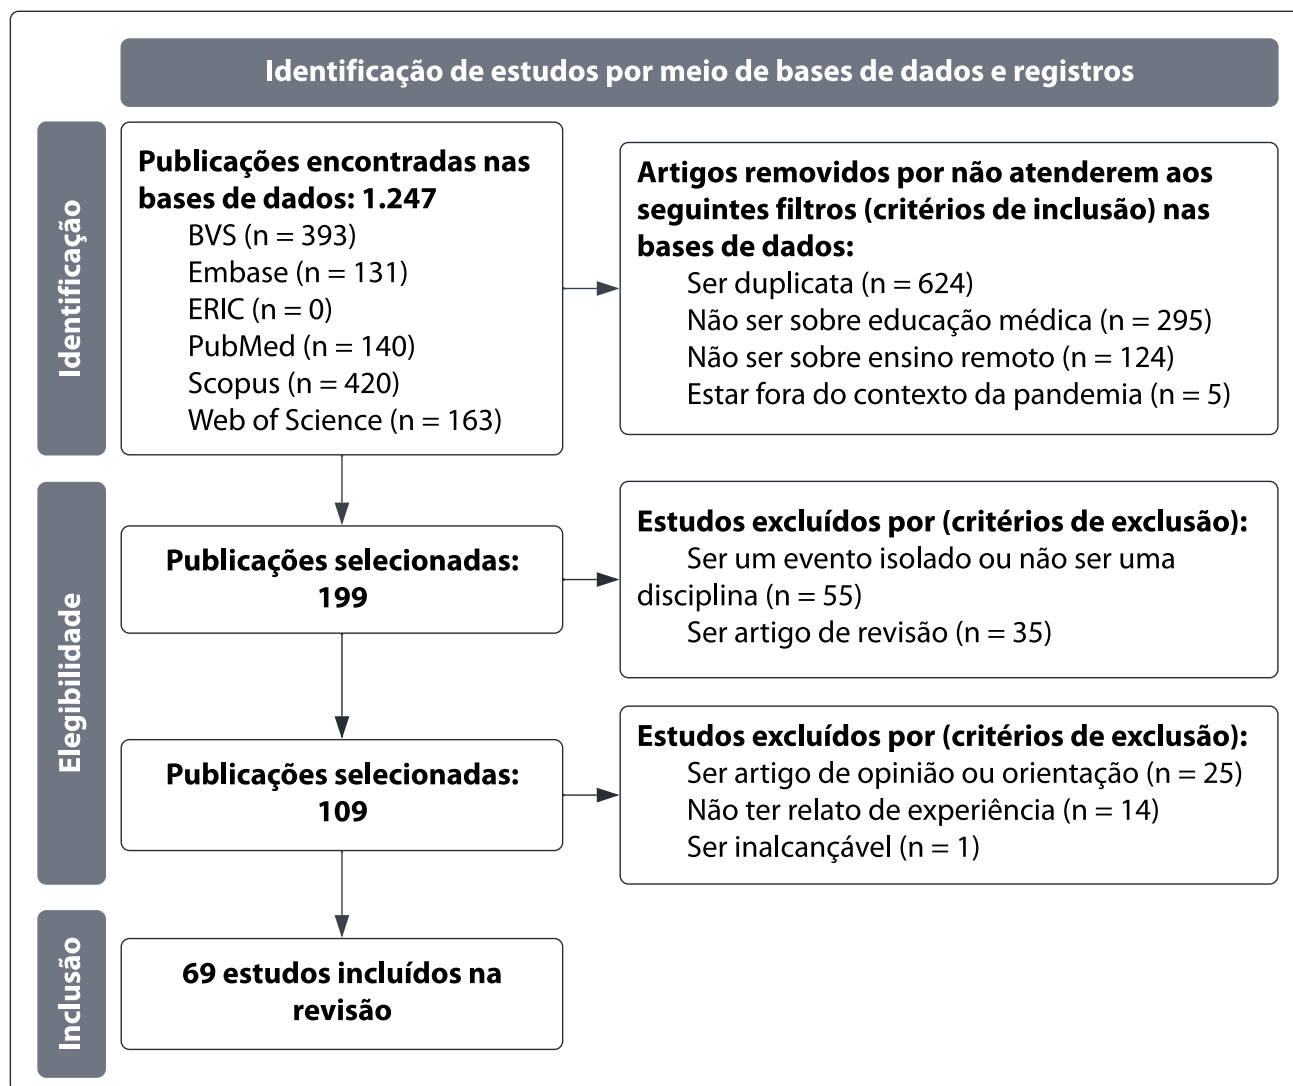 Identificação de estudos por meio de bases de dados e registros
Identificação
Publicações encontradas nas
bases de dados: 1.247
BVS (n = 393)
Embase (n = 131)
ERIC (n = 0)
PubMed (n = 140)
Scopus (n = 420)
Web of Science (n = 163)
Artigos removidos por não atenderem aos
seguintes filtros (critérios de inclusão) nas
bases de dados:
Ser duplicata (n = 624)
Não ser sobre educação médica (n = 295)
Não ser sobre ensino remoto (n = 124)
Estar fora do contexto da pandemia (n = 5)
Elegibilidade
Publicações selecionadas:
199
Estudos excluídos por (critérios de exclusão):
Ser um evento isolado ou não ser uma
disciplina (n = 55)
Ser artigo de revisão (n = 35)
Publicações selecionadas:
109
Estudos excluídos por (critérios de exclusão):
Ser artigo de opinião ou orientação (n = 25)
Não ter relato de experiência (n = 14)
Ser inalcançável (n = 1)
Inclusão
69 estudos incluídos na
revisão